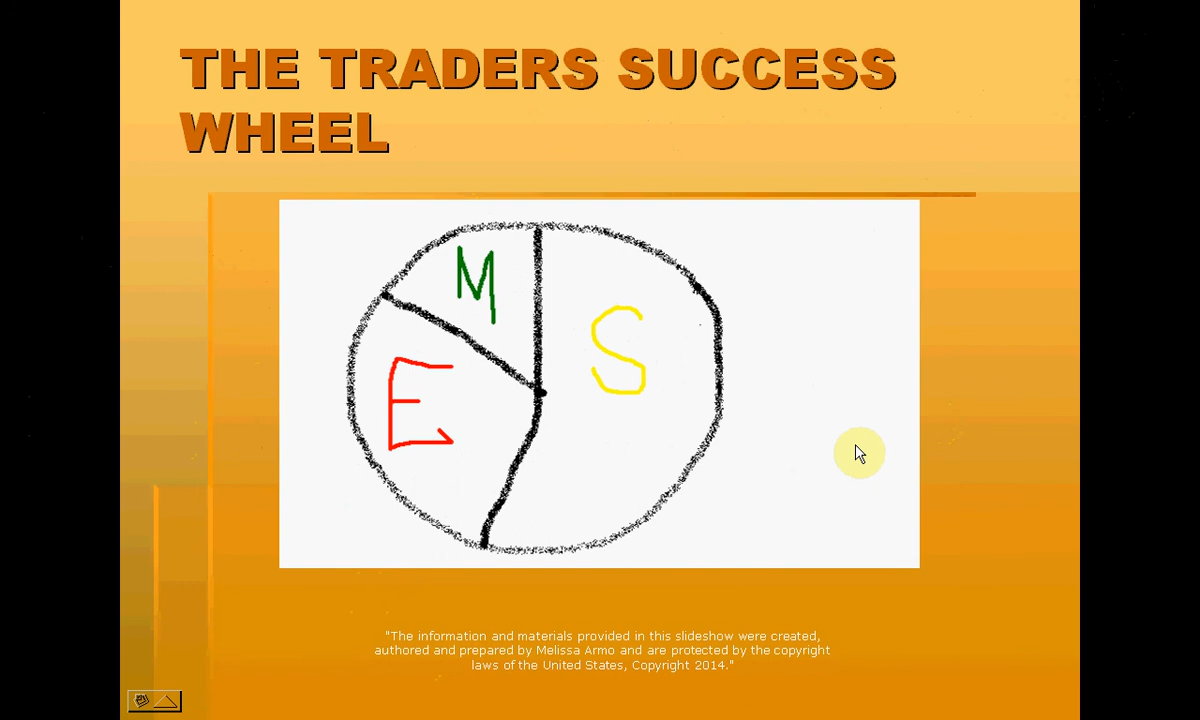 THE TRADERS SUCCESS
WHEEL
M
S
E
"The information and materials provided in this slideshow were created,
authored and prepared by Melissa Armo and are protected by the copyright
laws of the United States, Copyright 2014."